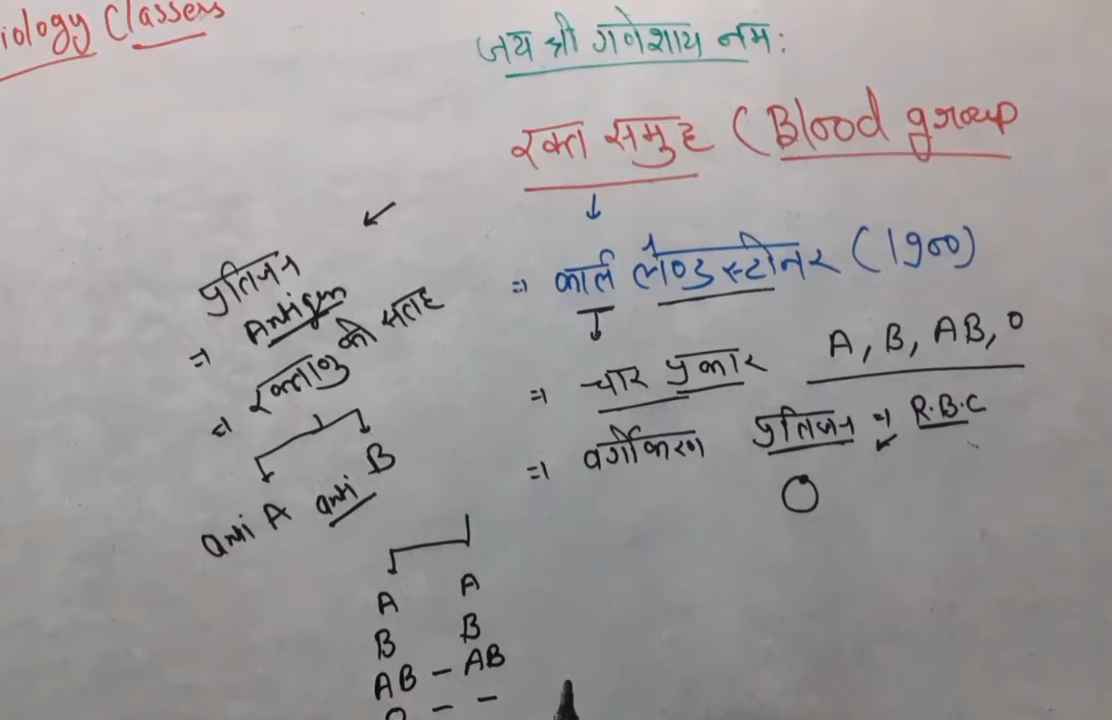 iology Classes
जय श्री गणेशाय नम:
रक्त समुह (Blood group
⇒ कार्ल लैण्डस्टीनर (1900)
⇒ चार प्रकार A, B, AB, O
⇒ वर्गीकरण प्रतिजन ⇒ R.B.C
प्रतिजन
⇒ Antigen
⇒ रक्ताणु की सतह
anti A anti B
A A
B B
AB – AB
O – –